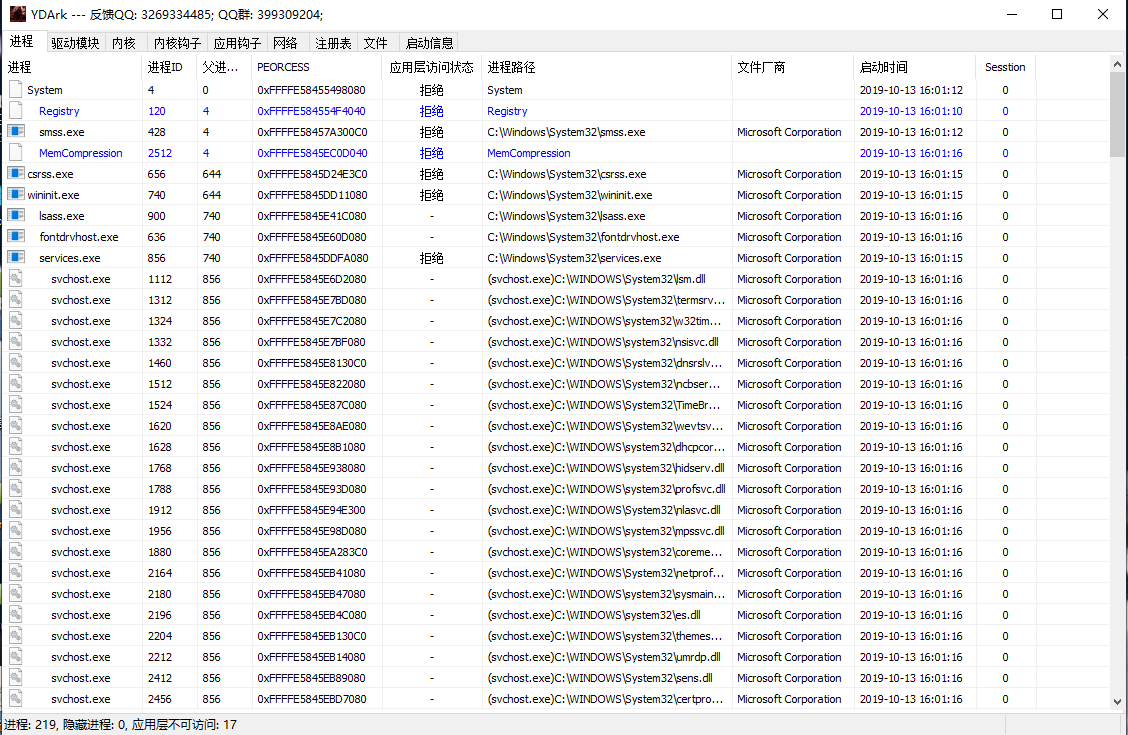 YDArk --- 反馈QQ: 3269334485; QQ群: 399309204;
进程 驱动模块 内核 内核钩子 应用钩子 网络 注册表 文件 启动信息
进程 进程ID 父进... PEORCESS 应用层访问状态 进程路径 文件厂商 启动时间 Sesstion
System 4 0 0xFFFFE58455498080 拒绝 System 2019-10-13 16:01:12 0
Registry 120 4 0xFFFFE584554F4040 拒绝 Registry 2019-10-13 16:01:10 0
smss.exe 428 4 0xFFFFE58457A300C0 拒绝 C:\Windows\System32\smss.exe Microsoft Corporation 2019-10-13 16:01:12 0
MemCompression 2512 4 0xFFFFE5845EC0D040 拒绝 MemCompression 2019-10-13 16:01:16 0
csrss.exe 656 644 0xFFFFE5845D24E3C0 拒绝 C:\Windows\System32\csrss.exe Microsoft Corporation 2019-10-13 16:01:15 0
wininit.exe 740 644 0xFFFFE5845DD11080 拒绝 C:\Windows\System32\wininit.exe Microsoft Corporation 2019-10-13 16:01:15 0
lsass.exe 900 740 0xFFFFE5845E41C080 - C:\Windows\System32\lsass.exe Microsoft Corporation 2019-10-13 16:01:16 0
fontdrvhost.exe 636 740 0xFFFFE5845E60D080 - C:\Windows\System32\fontdrvhost.exe Microsoft Corporation 2019-10-13 16:01:16 0
services.exe 856 740 0xFFFFE5845DDFA080 拒绝 C:\Windows\System32\services.exe Microsoft Corporation 2019-10-13 16:01:15 0
svchost.exe 1112 856 0xFFFFE5845E6D2080 - (svchost.exe)C:\WINDOWS\System32\lsm.dll Microsoft Corporation 2019-10-13 16:01:16 0
svchost.exe 1312 856 0xFFFFE5845E7BD080 - (svchost.exe)C:\WINDOWS\System32\termsrv... Microsoft Corporation 2019-10-13 16:01:16 0
svchost.exe 1324 856 0xFFFFE5845E7C2080 - (svchost.exe)C:\WINDOWS\system32\w32tim... Microsoft Corporation 2019-10-13 16:01:16 0
svchost.exe 1332 856 0xFFFFE5845E7BF080 - (svchost.exe)C:\WINDOWS\system32\nsisvc.dll Microsoft Corporation 2019-10-13 16:01:16 0
svchost.exe 1460 856 0xFFFFE5845E8130C0 - (svchost.exe)C:\WINDOWS\System32\dnsrslv... Microsoft Corporation 2019-10-13 16:01:16 0
svchost.exe 1512 856 0xFFFFE5845E822080 - (svchost.exe)C:\WINDOWS\System32\ncbser... Microsoft Corporation 2019-10-13 16:01:16 0
svchost.exe 1524 856 0xFFFFE5845E87C080 - (svchost.exe)C:\WINDOWS\System32\TimeBr... Microsoft Corporation 2019-10-13 16:01:16 0
svchost.exe 1620 856 0xFFFFE5845E8AE080 - (svchost.exe)C:\WINDOWS\System32\wevtsv... Microsoft Corporation 2019-10-13 16:01:16 0
svchost.exe 1628 856 0xFFFFE5845E8B1080 - (svchost.exe)C:\WINDOWS\System32\dhcpcor... Microsoft Corporation 2019-10-13 16:01:16 0
svchost.exe 1768 856 0xFFFFE5845E938080 - (svchost.exe)C:\WINDOWS\System32\hidserv.dll Microsoft Corporation 2019-10-13 16:01:16 0
svchost.exe 1788 856 0xFFFFE5845E93D080 - (svchost.exe)C:\WINDOWS\system32\profsvc.dll Microsoft Corporation 2019-10-13 16:01:16 0
svchost.exe 1912 856 0xFFFFE5845E94E300 - (svchost.exe)C:\WINDOWS\System32\nlasvc.dll Microsoft Corporation 2019-10-13 16:01:16 0
svchost.exe 1956 856 0xFFFFE5845E98D080 - (svchost.exe)C:\WINDOWS\system32\mpssvc.dll Microsoft Corporation 2019-10-13 16:01:16 0
svchost.exe 1880 856 0xFFFFE5845EA283C0 - (svchost.exe)C:\WINDOWS\System32\coreme... Microsoft Corporation 2019-10-13 16:01:16 0
svchost.exe 2164 856 0xFFFFE5845EB41080 - (svchost.exe)C:\WINDOWS\System32\netprof... Microsoft Corporation 2019-10-13 16:01:16 0
svchost.exe 2180 856 0xFFFFE5845EB47080 - (svchost.exe)C:\WINDOWS\system32\sysmain... Microsoft Corporation 2019-10-13 16:01:16 0
svchost.exe 2196 856 0xFFFFE5845EB4C080 - (svchost.exe)C:\WINDOWS\system32\es.dll Microsoft Corporation 2019-10-13 16:01:16 0
svchost.exe 2204 856 0xFFFFE5845EB130C0 - (svchost.exe)C:\WINDOWS\system32\themes... Microsoft Corporation 2019-10-13 16:01:16 0
svchost.exe 2212 856 0xFFFFE5845EB14080 - (svchost.exe)C:\WINDOWS\System32\umrdp.dll Microsoft Corporation 2019-10-13 16:01:16 0
svchost.exe 2412 856 0xFFFFE5845EB89080 - (svchost.exe)C:\WINDOWS\System32\sens.dll Microsoft Corporation 2019-10-13 16:01:16 0
svchost.exe 2456 856 0xFFFFE5845EBD7080 - (svchost.exe)C:\WINDOWS\System32\certpro... Microsoft Corporation 2019-10-13 16:01:16 0
进程: 219, 隐藏进程: 0, 应用层不可访问: 17